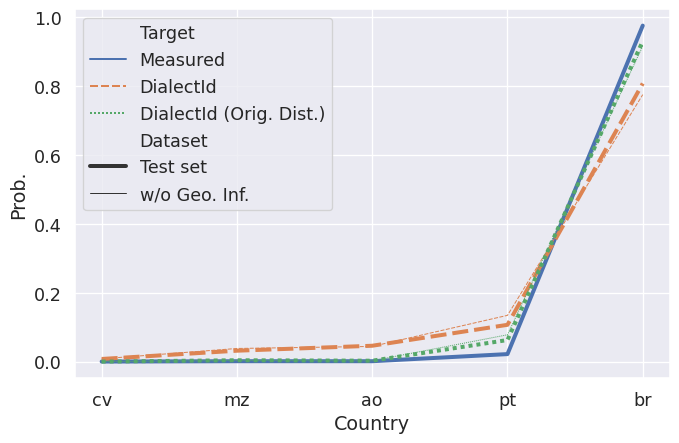 1.0
0.8
0.6
0.4
0.2
0.0
Prob.
Target
Measured
DialectId
DialectId (Orig. Dist.)
Dataset
Test set
w/o Geo. Inf.
cv mz ao pt br
Country